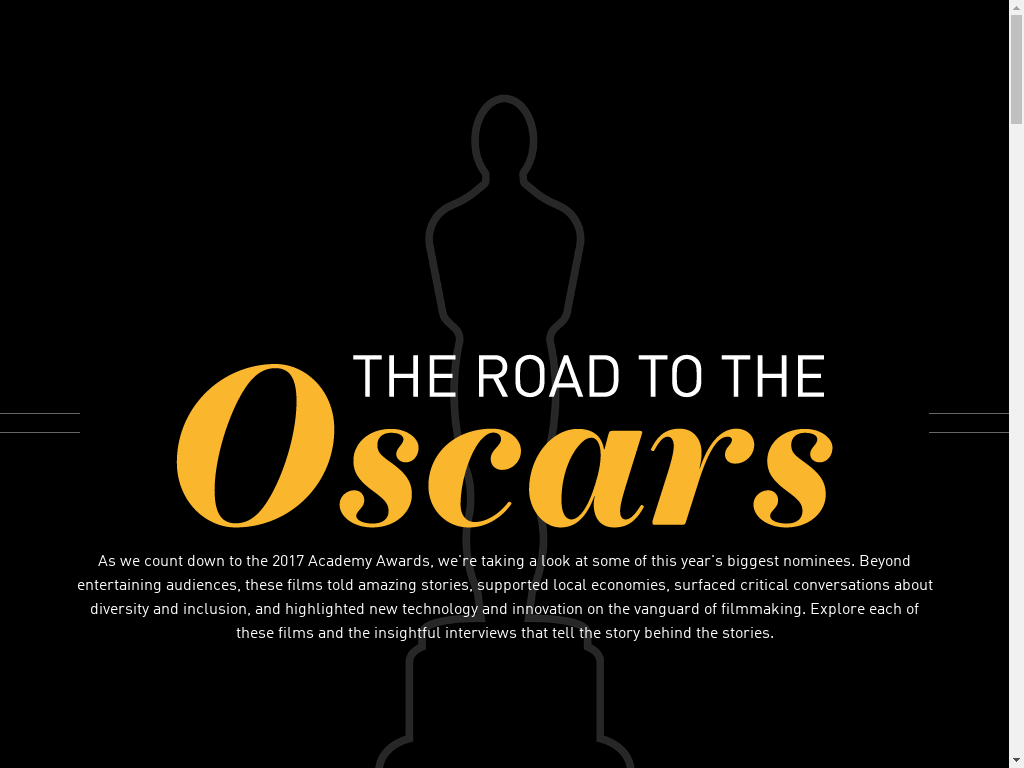 THE ROAD TO THE
Oscars
As we count down to the 2017 Academy Awards, we're taking a look at some of this year's biggest nominees. Beyond
entertaining audiences, these films told amazing stories, supported local economies, surfaced critical conversations about
diversity and inclusion, and highlighted new technology and innovation on the vanguard of filmmaking. Explore each of
these films and the insightful interviews that tell the story behind the stories.